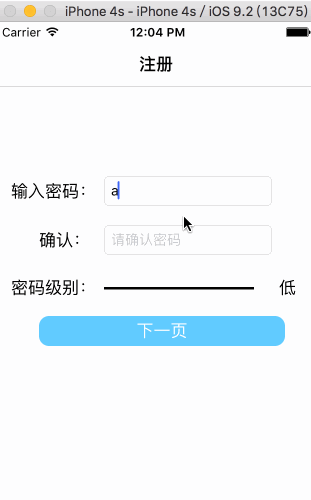 iPhone 4s - iPhone 4s / iOS 9.2 (13C75)
Carrier 12:04 PM
注册
输入密码： a
确认： 请确认密码
密码级别： 低
下一页